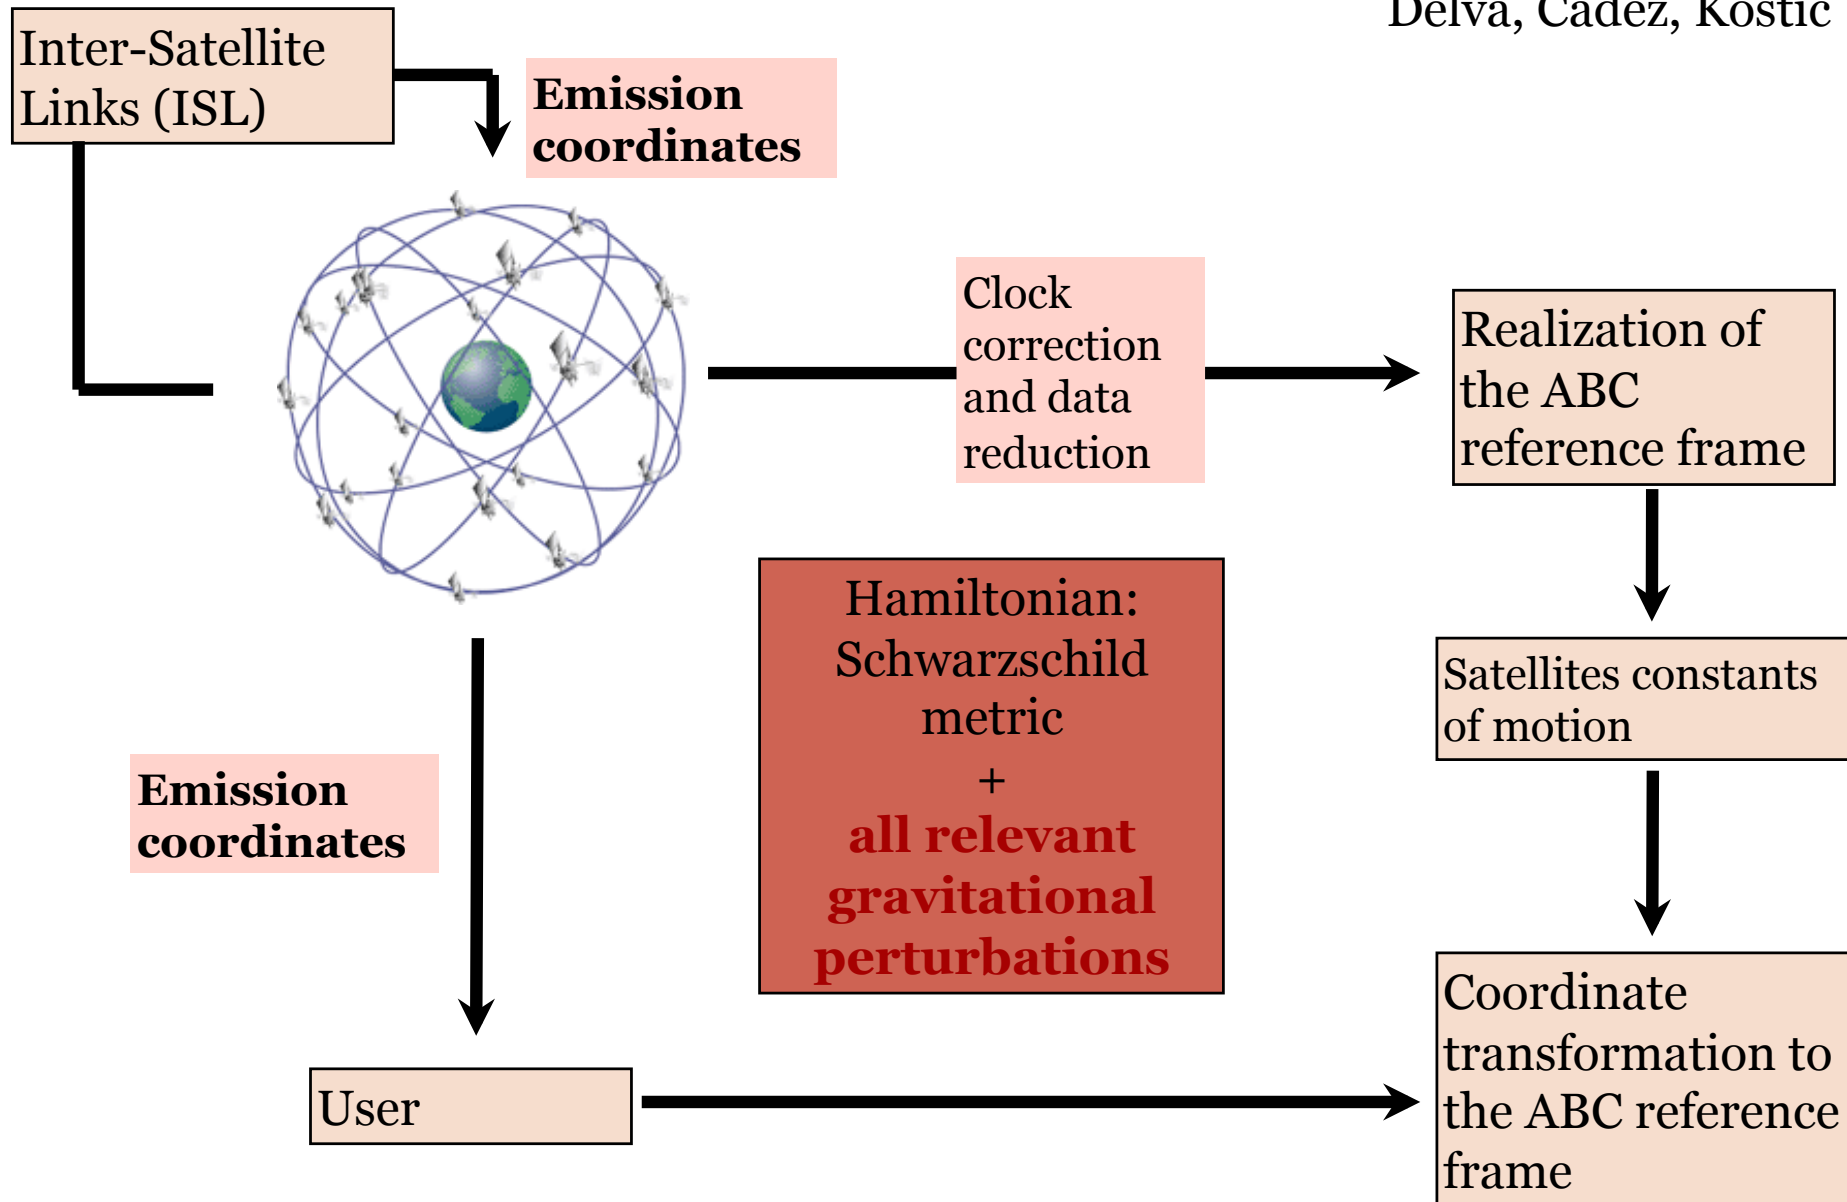 Delva, Cadez, Kostic
Inter-Satellite
Links (ISL)
Emission
coordinates
Clock
correction
and data
reduction
Realization of
the ABC
reference frame
Hamiltonian:
Schwarzschild
metric
+
all relevant
gravitational
perturbations
Satellites constants
of motion
Emission
coordinates
User
Coordinate
transformation to
the ABC reference
frame